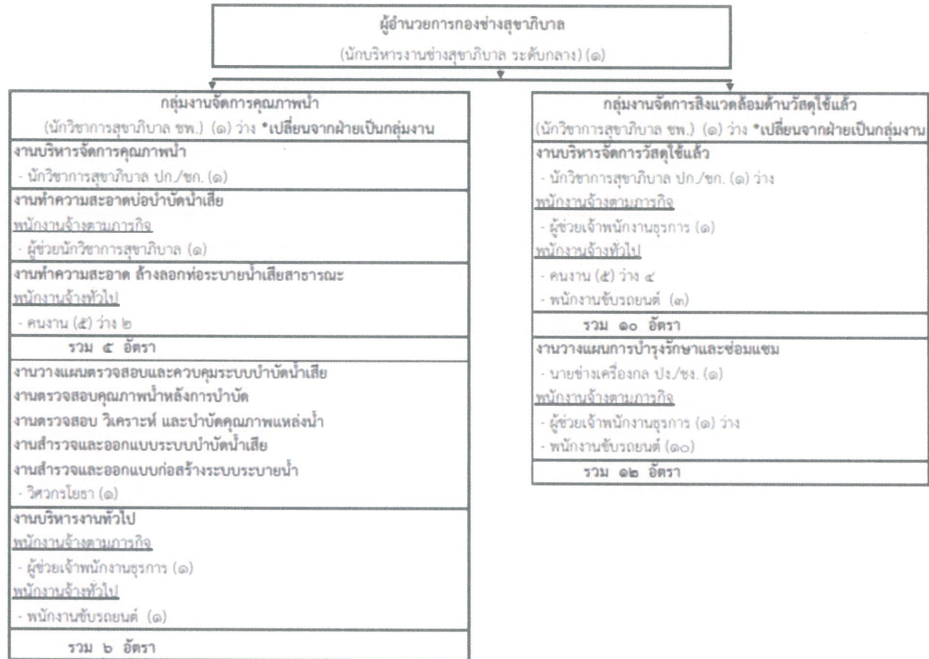 ผู้อำนวยการกองช่างสุขาภิบาล
(นักบริหารงานช่างสุขาภิบาล ระดับกลาง) (๑)
กลุ่มงานจัดการคุณภาพน้ำ
(นักวิชาการสุขาภิบาล ชพ.) (๑) ว่าง *เปลี่ยนจากฝ่ายเป็นกลุ่มงาน
งานบริหารจัดการคุณภาพน้ำ
- นักวิชาการสุขาภิบาล ปก./ชก. (๑)
งานทำความสะอาดบ่อบำบัดน้ำเสีย
พนักงานจ้างตามภารกิจ
- ผู้ช่วยนักวิชาการสุขาภิบาล (๑)
งานทำความสะอาด ล้างลอกท่อระบายน้ำเสียสาธารณะ
พนักงานจ้างทั่วไป
- คนงาน (๕) ว่าง ๒
รวม ๕ อัตรา
งานวางแผนตรวจสอบและควบคุมระบบบำบัดน้ำเสีย
งานตรวจสอบคุณภาพน้ำหลังการบำบัด
งานตรวจสอบ วิเคราะห์ และบำบัดคุณภาพแหล่งน้ำ
งานสำรวจและออกแบบระบบบำบัดน้ำเสีย
งานสำรวจและออกแบบก่อสร้างระบบระบายน้ำ
- วิศวกรโยธา (๑)
งานบริหารงานทั่วไป
พนักงานจ้างตามภารกิจ
- ผู้ช่วยเจ้าพนักงานธุรการ (๑)
พนักงานจ้างทั่วไป
- พนักงานขับรถยนต์ (๑)
รวม ๖ อัตรา
กลุ่มงานจัดการสิ่งแวดล้อมด้านวัสดุใช้แล้ว
(นักวิชาการสุขาภิบาล ชพ.) (๑) ว่าง *เปลี่ยนจากฝ่ายเป็นกลุ่มงาน
งานบริหารจัดการวัสดุใช้แล้ว
- นักวิชาการสุขาภิบาล ปก./ชก. (๑) ว่าง
พนักงานจ้างตามภารกิจ
- ผู้ช่วยเจ้าพนักงานธุรการ (๑)
พนักงานจ้างทั่วไป
- คนงาน (๕) ว่าง ๔
- พนักงานขับรถยนต์ (๓)
รวม ๑๐ อัตรา
งานวางแผนการบำรุงรักษาและซ่อมแซม
- นายช่างเครื่องกล ปง./ชง. (๑)
พนักงานจ้างตามภารกิจ
- ผู้ช่วยเจ้าพนักงานธุรการ (๑) ว่าง
- พนักงานขับรถยนต์ (๑๐)
รวม ๑๒ อัตรา